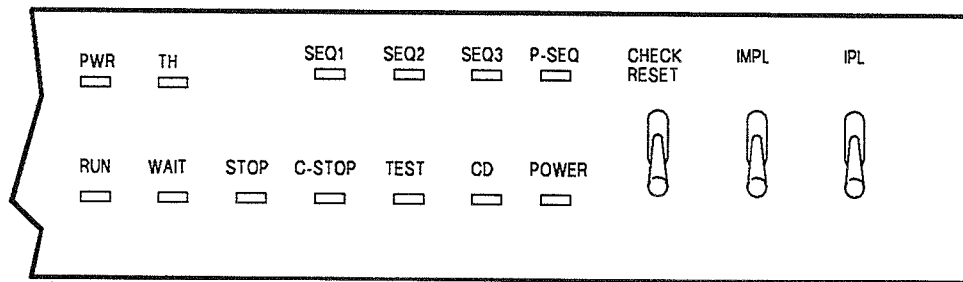 PWR TH SEQ1 SEQ2 SEQ3 P-SEQ CHECK RESET IMPL IPL
RUN WAIT STOP C-STOP TEST CD POWER